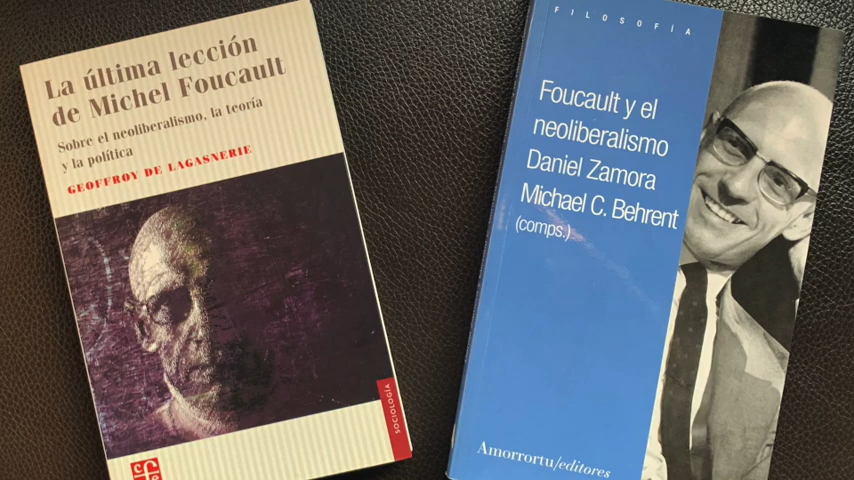 La última lección
de Michel Foucault
Sobre el neoliberalismo, la teoría
y la política
GEOFFROY DE LAGASNERIE
SOCIOLOGÍA
FILOSOFÍA
Foucault y el
neoliberalismo
Daniel Zamora
Michael C. Behrent
(comps.)
Amorrortu/editores